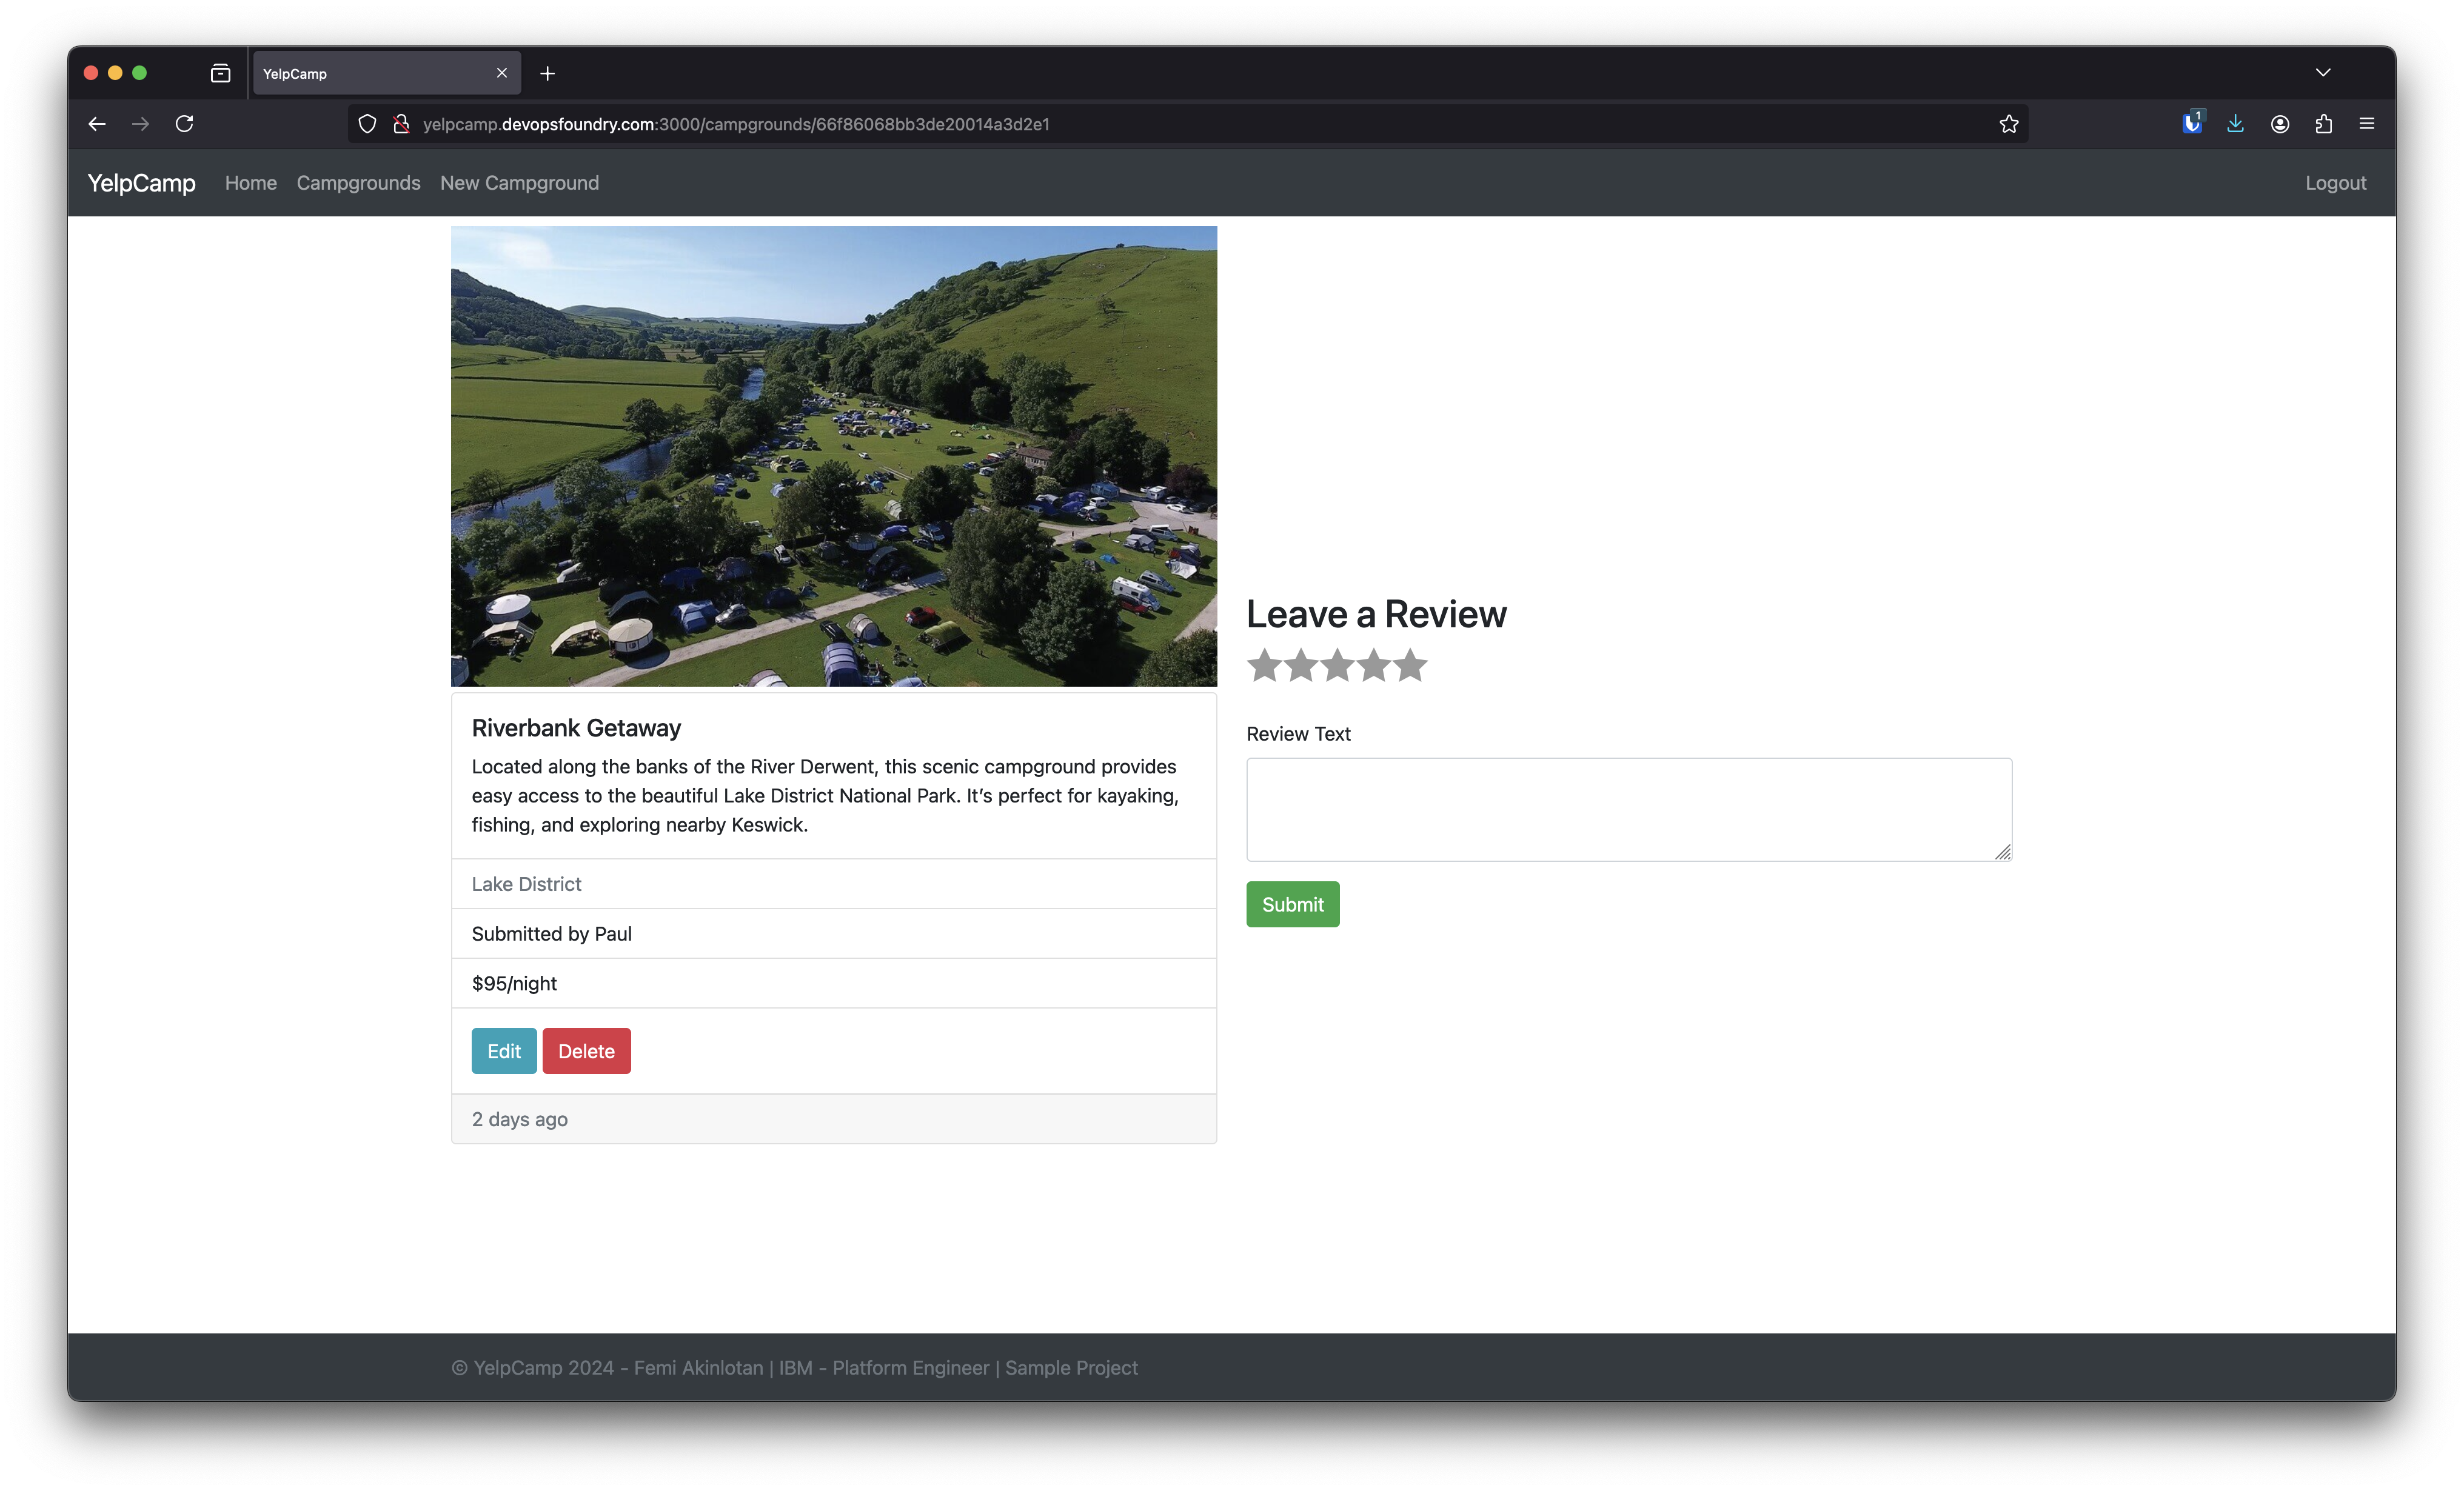 YelpCamp
yelpcamp.devopsfoundry.com:3000/campgrounds/66f86068bb3de20014a3d2e1
1
YelpCamp Home Campgrounds New Campground Logout
Riverbank Getaway
Located along the banks of the River Derwent, this scenic campground provides
easy access to the beautiful Lake District National Park. It’s perfect for kayaking,
fishing, and exploring nearby Keswick.
Lake District
Submitted by Paul
$95/night
Edit Delete
2 days ago
Leave a Review
Review Text
Submit
© YelpCamp 2024 - Femi Akinlotan | IBM - Platform Engineer | Sample Project